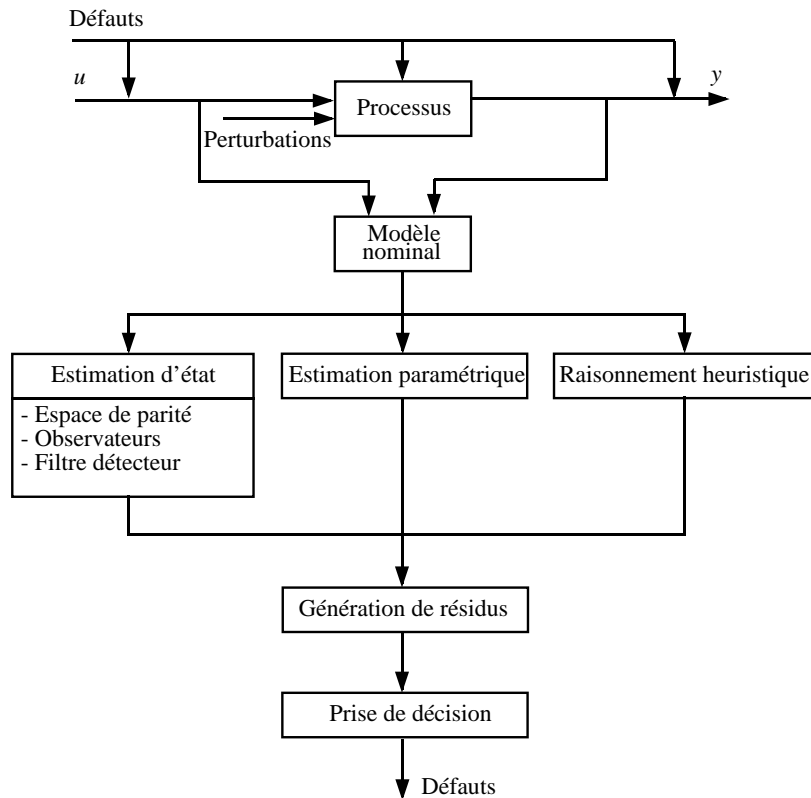 Défauts
u
y
Processus
Perturbations
Modèle
nominal
Estimation d’état
- Espace de parité
- Observateurs
- Filtre détecteur
Estimation paramétrique
Raisonnement heuristique
Génération de résidus
Prise de décision
Défauts